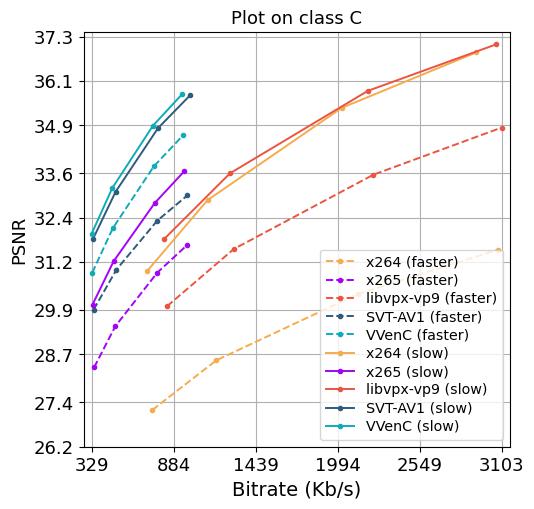 Plot on class C
37.3
36.1
34.9
33.6
32.4
31.2
29.9
28.7
27.4
26.2
PSNR
x264 (faster)
x265 (faster)
libvpx-vp9 (faster)
SVT-AV1 (faster)
VVenC (faster)
x264 (slow)
x265 (slow)
libvpx-vp9 (slow)
SVT-AV1 (slow)
VVenC (slow)
329 884 1439 1994 2549 3103
Bitrate (Kb/s)